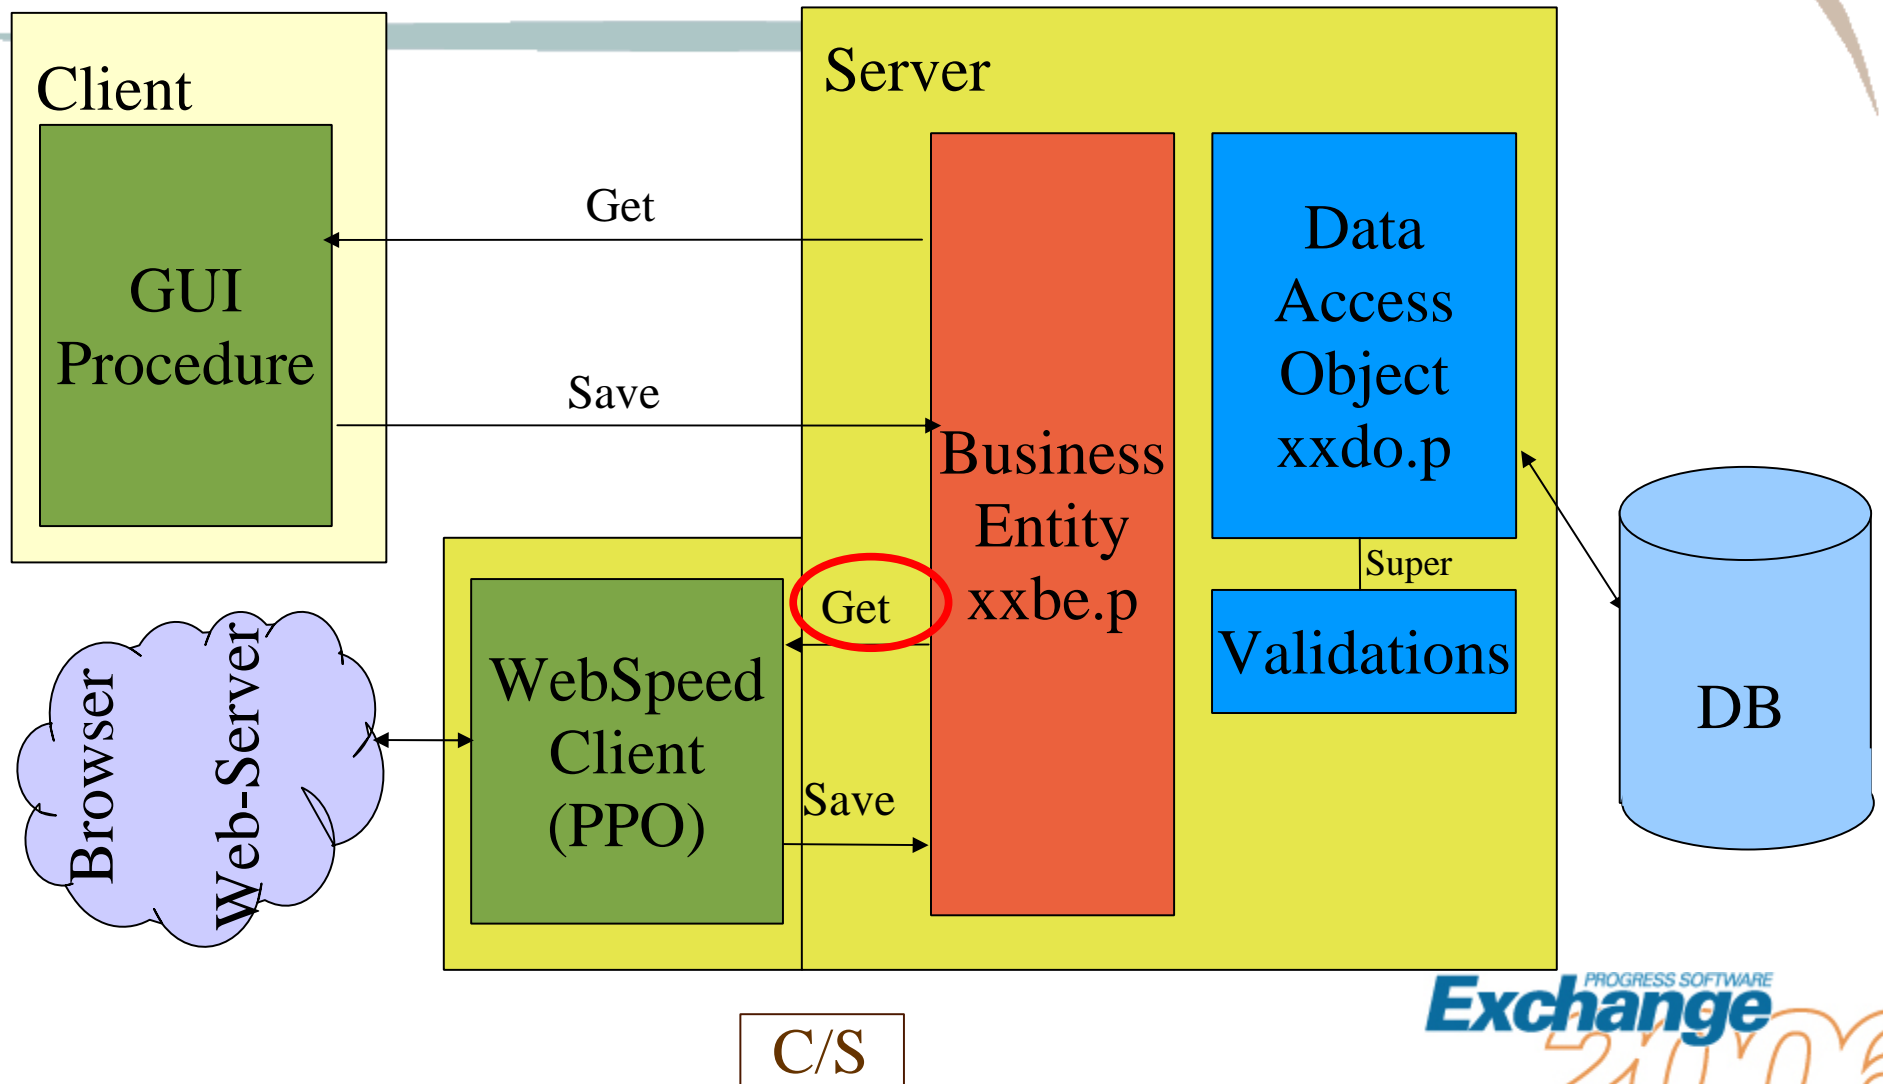 Client
Server
GUI
Procedure
Get
Save
Business
Entity
xxbe.p
Data
Access
Object
xxdo.p
Super
Validations
DB
Get
Save
WebSpeed
Client
(PPO)
Browser
Web-Server
C/S
PROGRESS SOFTWARE
Exchange
2006